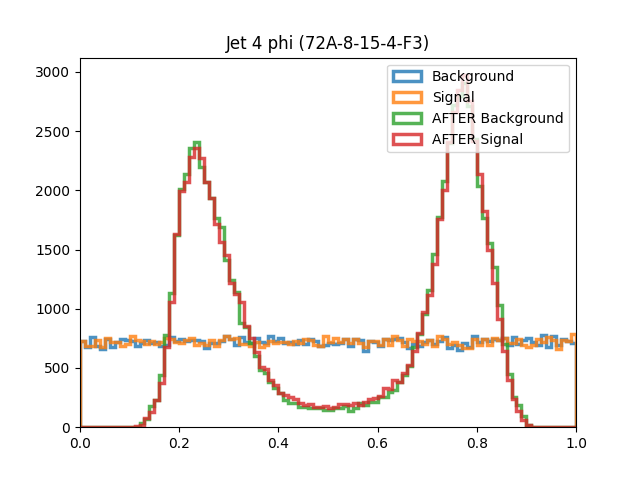 Jet 4 phi (72A-8-15-4-F3)
Background
Signal
AFTER Background
AFTER Signal
3000
2500
2000
1500
1000
500
0
0.0 0.2 0.4 0.6 0.8 1.0